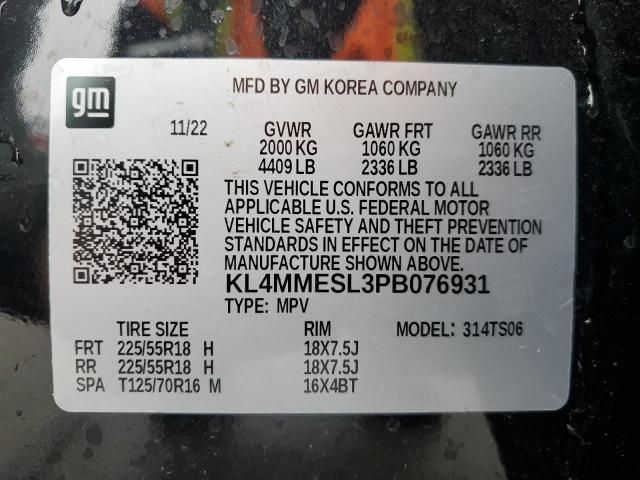 gm
MFD BY GM KOREA COMPANY
11/22 GVWR GAWR FRT GAWR RR
2000 KG 1060 KG 1060 KG
4409 LB 2336 LB 2336 LB
THIS VEHICLE CONFORMS TO ALL
APPLICABLE U.S. FEDERAL MOTOR
VEHICLE SAFETY AND THEFT PREVENTION
STANDARDS IN EFFECT ON THE DATE OF
MANUFACTURE SHOWN ABOVE.
KL4MMESL3PB076931
TYPE: MPV
TIRE SIZE RIM MODEL: 314TS06
FRT 225/55R18 H 18X7.5J
RR 225/55R18 H 18X7.5J
SPA T125/70R16 M 16X4BT